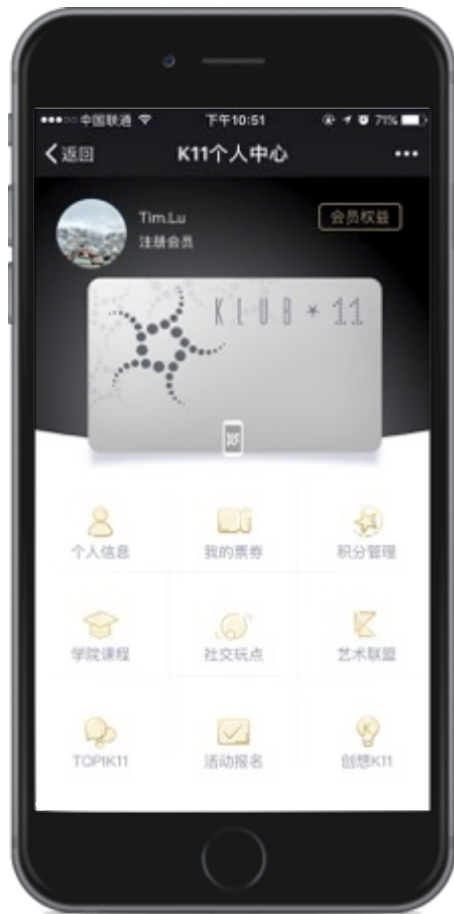 中国联通 下午10:51 71%
返回 K11个人中心
Tim.Lu 会员权益
注册会员
KLUB * 11
个人信息 我的票券 积分管理
学院课程 社交玩点 艺术联盟
TOPIK11 活动报名 创想K11